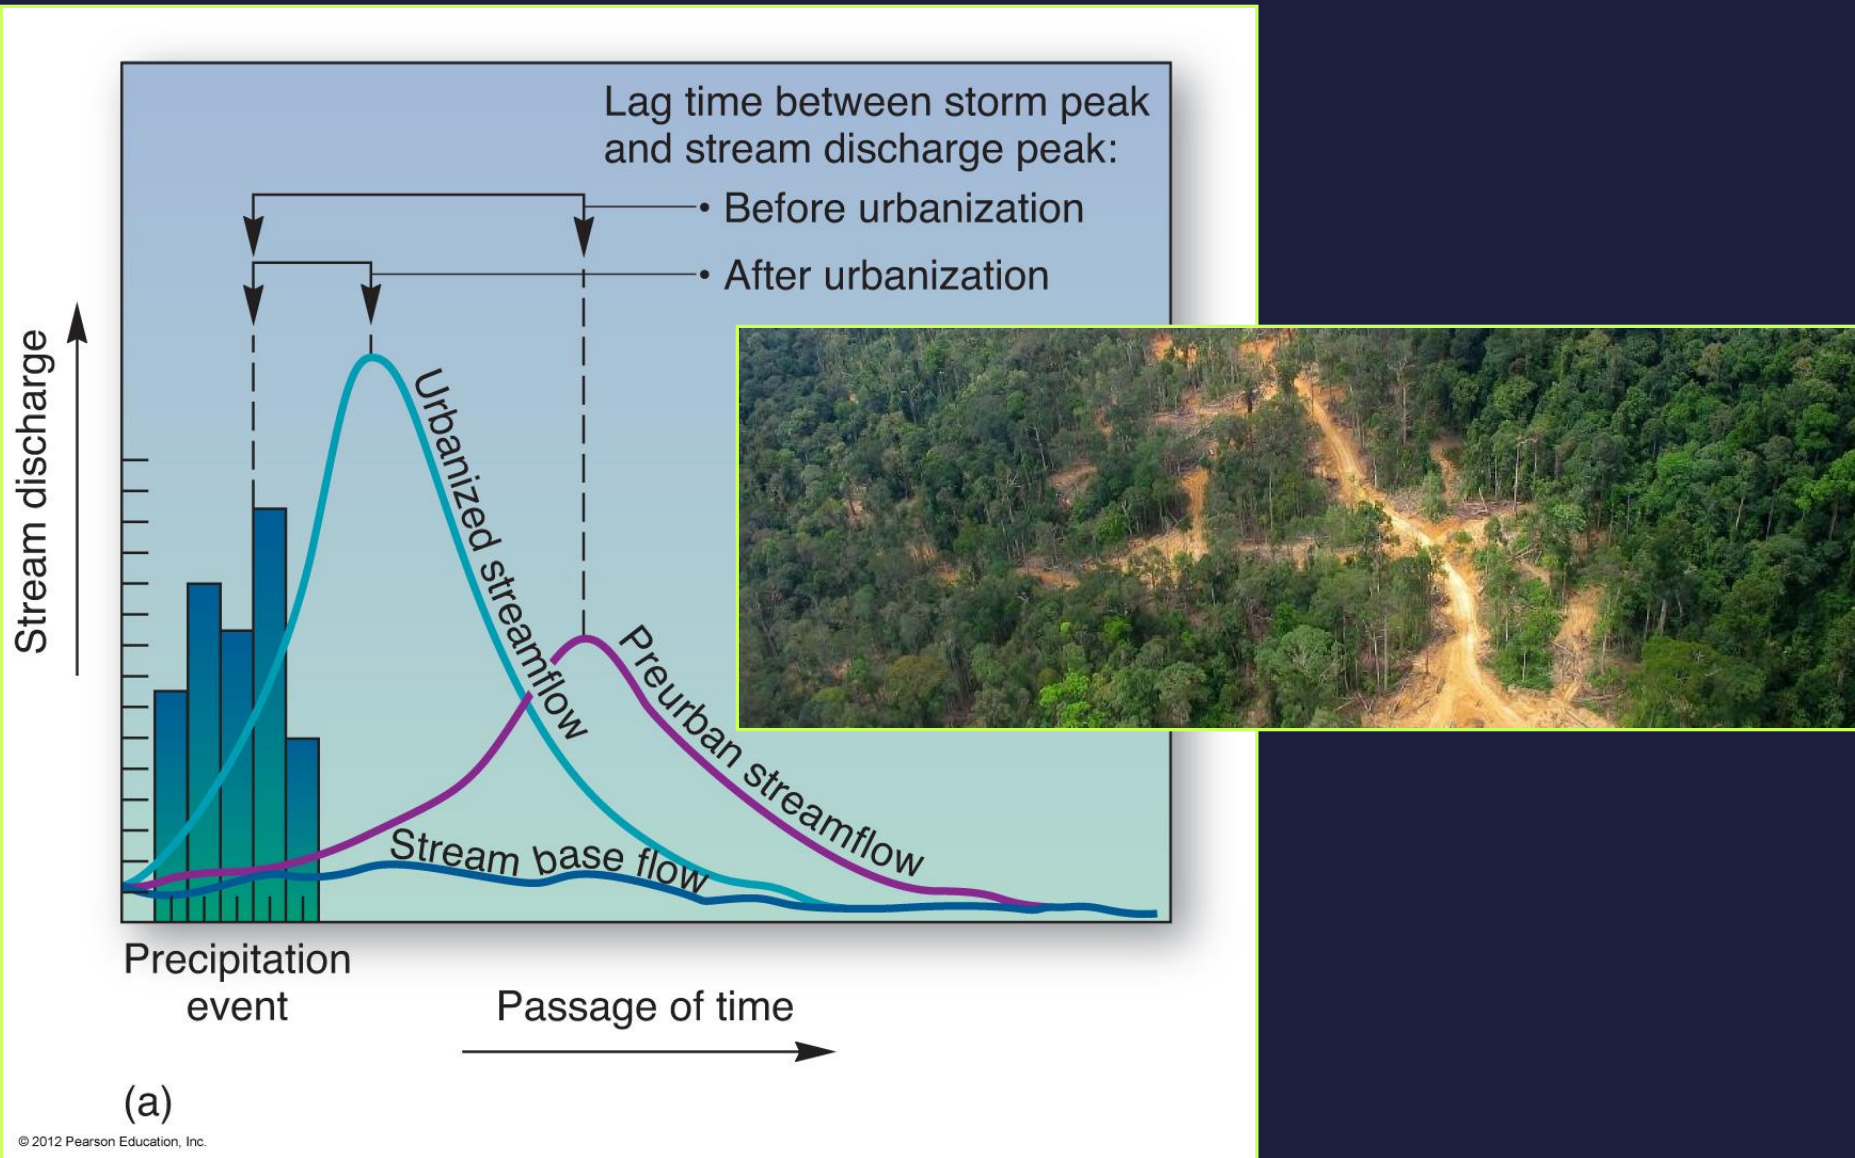 Lag time between storm peak
and stream discharge peak:
• Before urbanization
• After urbanization
Stream discharge
Urbanized streamflow
Preurban streamflow
Stream base flow
Precipitation
event
Passage of time
(a)
© 2012 Pearson Education, Inc.